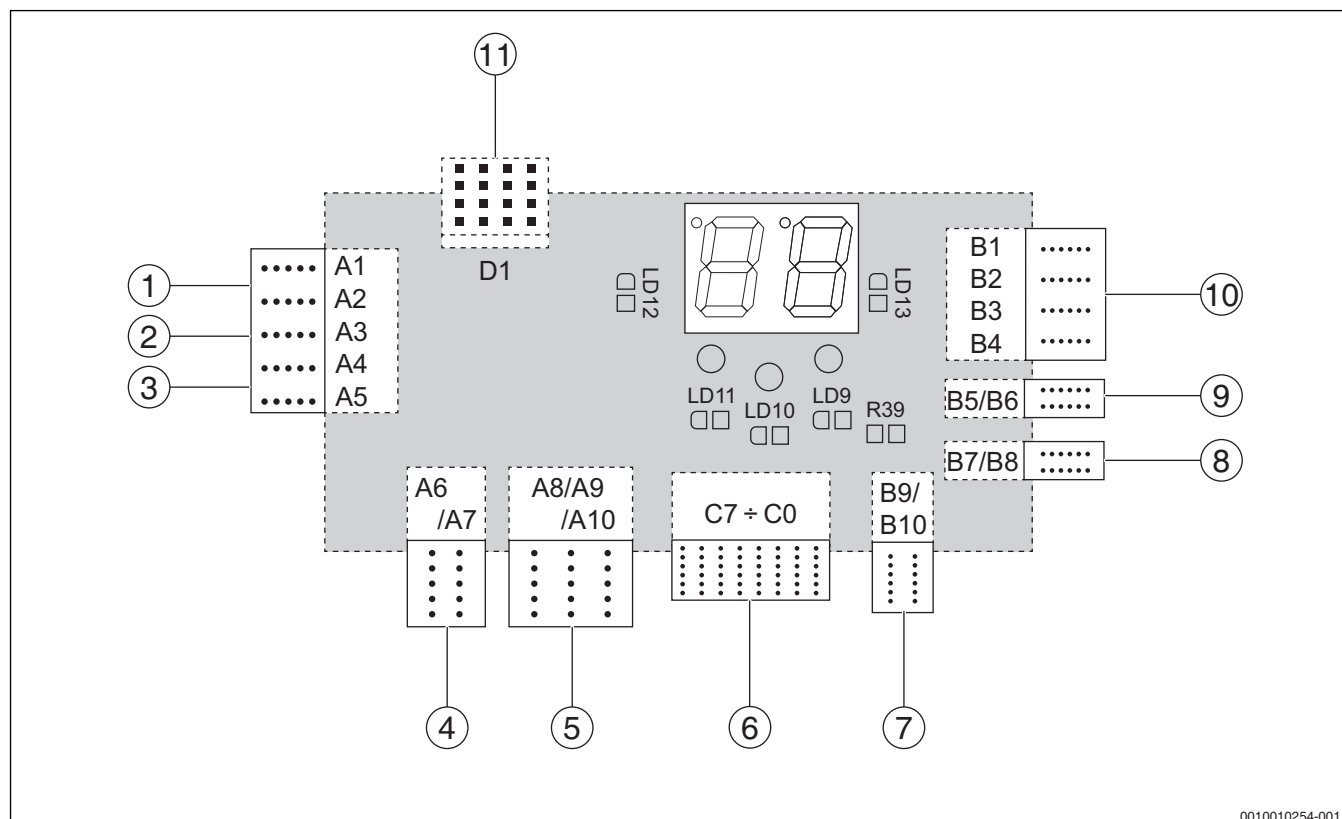 11
D1
LD12
LD13
1
2
3
A1
A2
A3
A4
A5
B1
B2
B3
B4
10
B5/B6
9
B7/B8
8
LD11
LD10
LD9
R39
A6
/A7
A8/A9
/A10
C7 ÷ C0
B9/
B10
4
5
6
7
0010010254-001